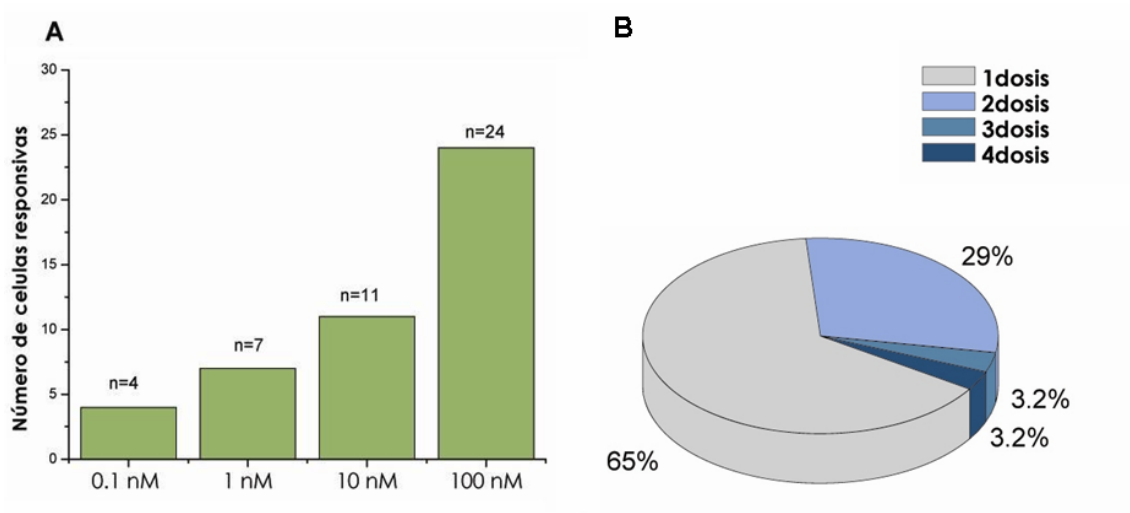 A
Número de celulas responsivas
30
25
20
15
10
5
0
n=4
n=7
n=11
n=24
0.1 nM
1 nM
10 nM
100 nM
B
1dosis
2dosis
3dosis
4dosis
29%
3.2%
3.2%
65%